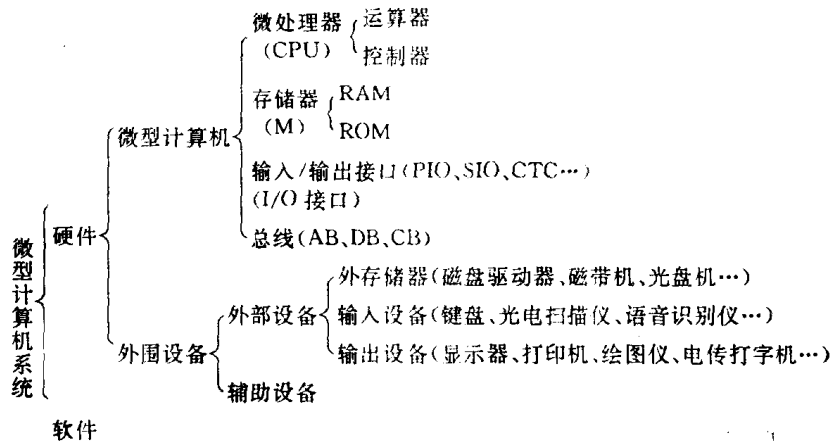 微处理器
(CPU)
运算器
控制器
存储器
(M)
RAM
ROM
微型计算机
输入/输出接口(PIO、SIO、CTC…)
(I/O 接口)
总线(AB、DB、CB)
硬件
微型计算机系统
外存储器(磁盘驱动器、磁带机、光盘机…)
外部设备
输入设备(键盘、光电扫描仪、语音识别仪…)
外围设备
输出设备(显示器、打印机、绘图仪、电传打字机…)
辅助设备
软件